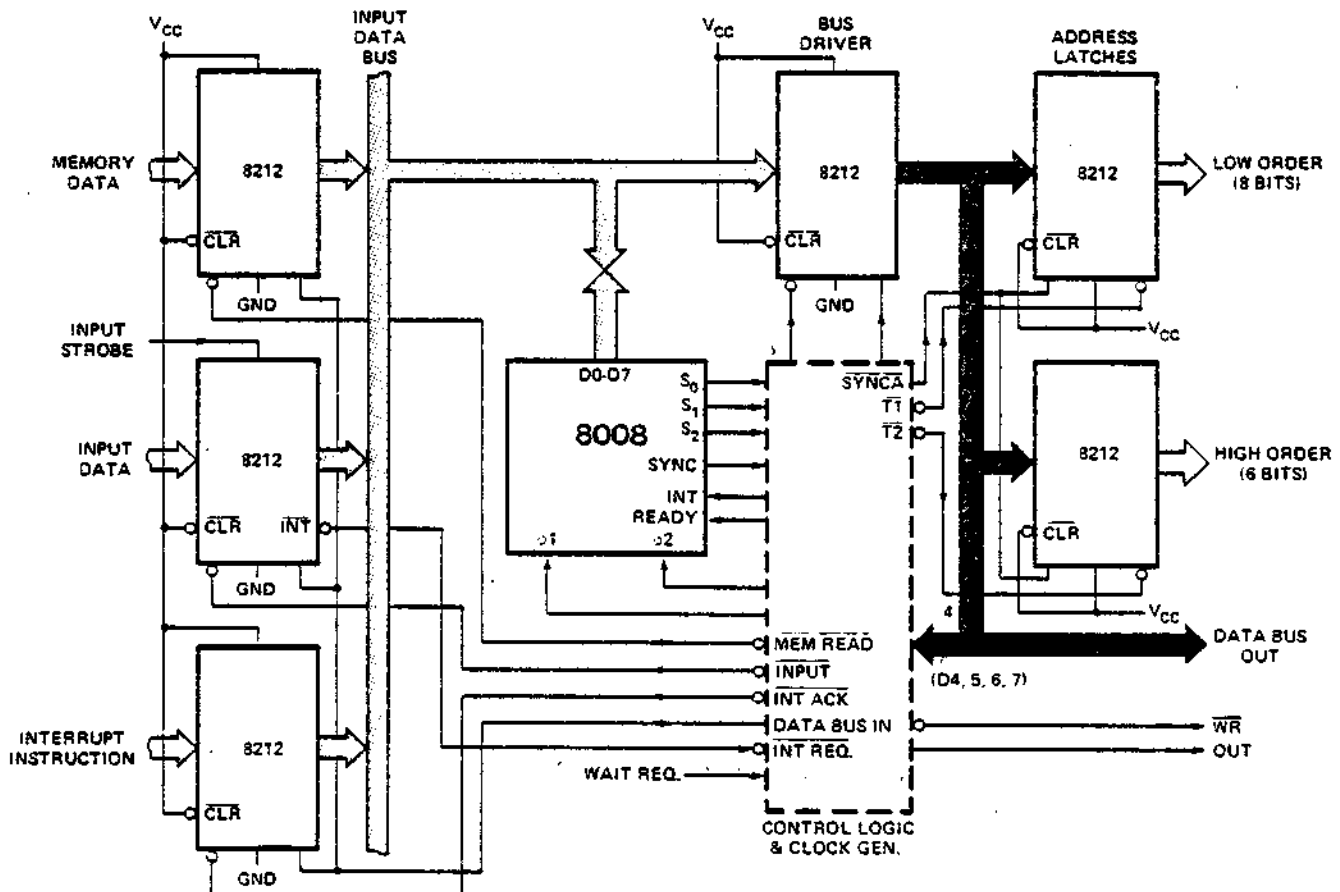 VCC
INPUT
DATA
BUS
VCC
BUS
DRIVER
ADDRESS
LATCHES
MEMORY
DATA
8212
CLR
GND
8212
CLR
GND
8212
CLR
VCC
LOW ORDER
(8 BITS)
INPUT
STROBE
INPUT
DATA
8212
CLR
INT
GND
D0-D7
8008
S0
S1
S2
SYNC
INT
READY
φ1
φ2
SYNCA
T1
T2
MEM READ
INPUT
INT ACK
DATA BUS IN
INT REQ.
WAIT REQ.
CONTROL LOGIC
& CLOCK GEN.
8212
CLR
VCC
HIGH ORDER
(6 BITS)
4
(D4, 5, 6, 7)
DATA BUS
OUT
WR
OUT
INTERRUPT
INSTRUCTION
8212
CLR
GND